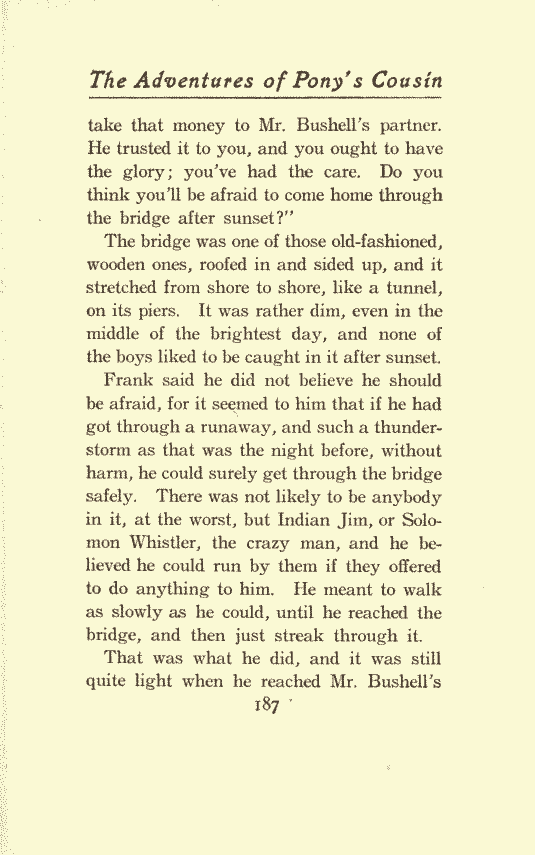 The Adventures of Pony's Cousin
take that money to Mr. Bushell's partner.
He trusted it to you, and you ought to have
the glory; you've had the care. Do you
think you'll be afraid to come home through
the bridge after sunset?"
The bridge was one of those old-fashioned,
wooden ones, roofed in and sided up, and it
stretched from shore to shore, like a tunnel,
on its piers. It was rather dim, even in the
middle of the brightest day, and none of
the boys liked to be caught in it after sunset.
Frank said he did not believe he should
be afraid, for it seemed to him that if he had
got through a runaway, and such a thunder-
storm as that was the night before, without
harm, he could surely get through the bridge
safely. There was not likely to be anybody
in it, at the worst, but Indian Jim, or Solo-
mon Whistler, the crazy man, and he be-
lieved he could run by them if they offered
to do anything to him. He meant to walk
as slowly as he could, until he reached the
bridge, and then just streak through it.
That was what he did, and it was still
quite light when he reached Mr. Bushell's
187